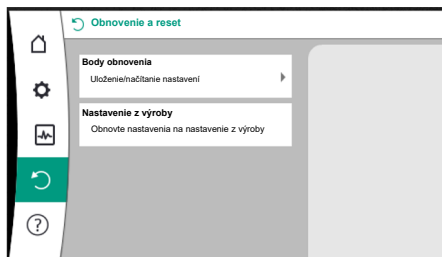 Obnovenie a reset
Body obnovenia
Uloženie/načítanie nastavení
Nastavenie z výroby
Obnovte nastavenia na nastavenie z výroby
?